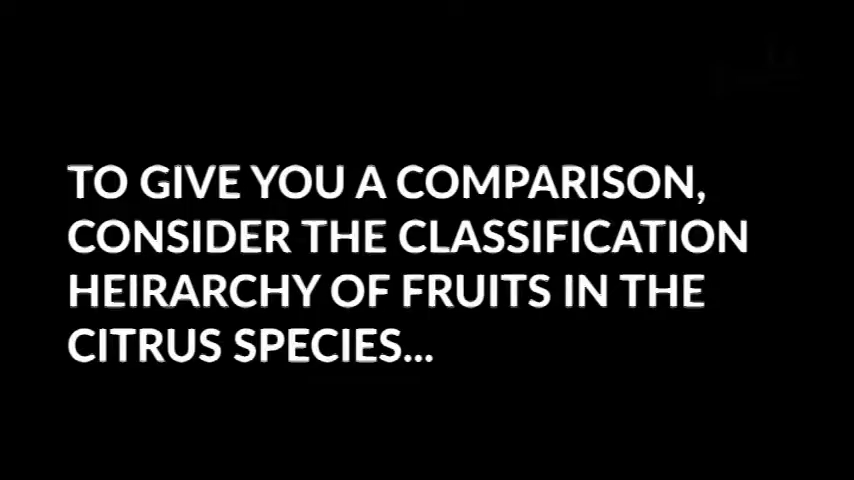 TO GIVE YOU A COMPARISON,
CONSIDER THE CLASSIFICATION
HEIRARCHY OF FRUITS IN THE
CITRUS SPECIES...